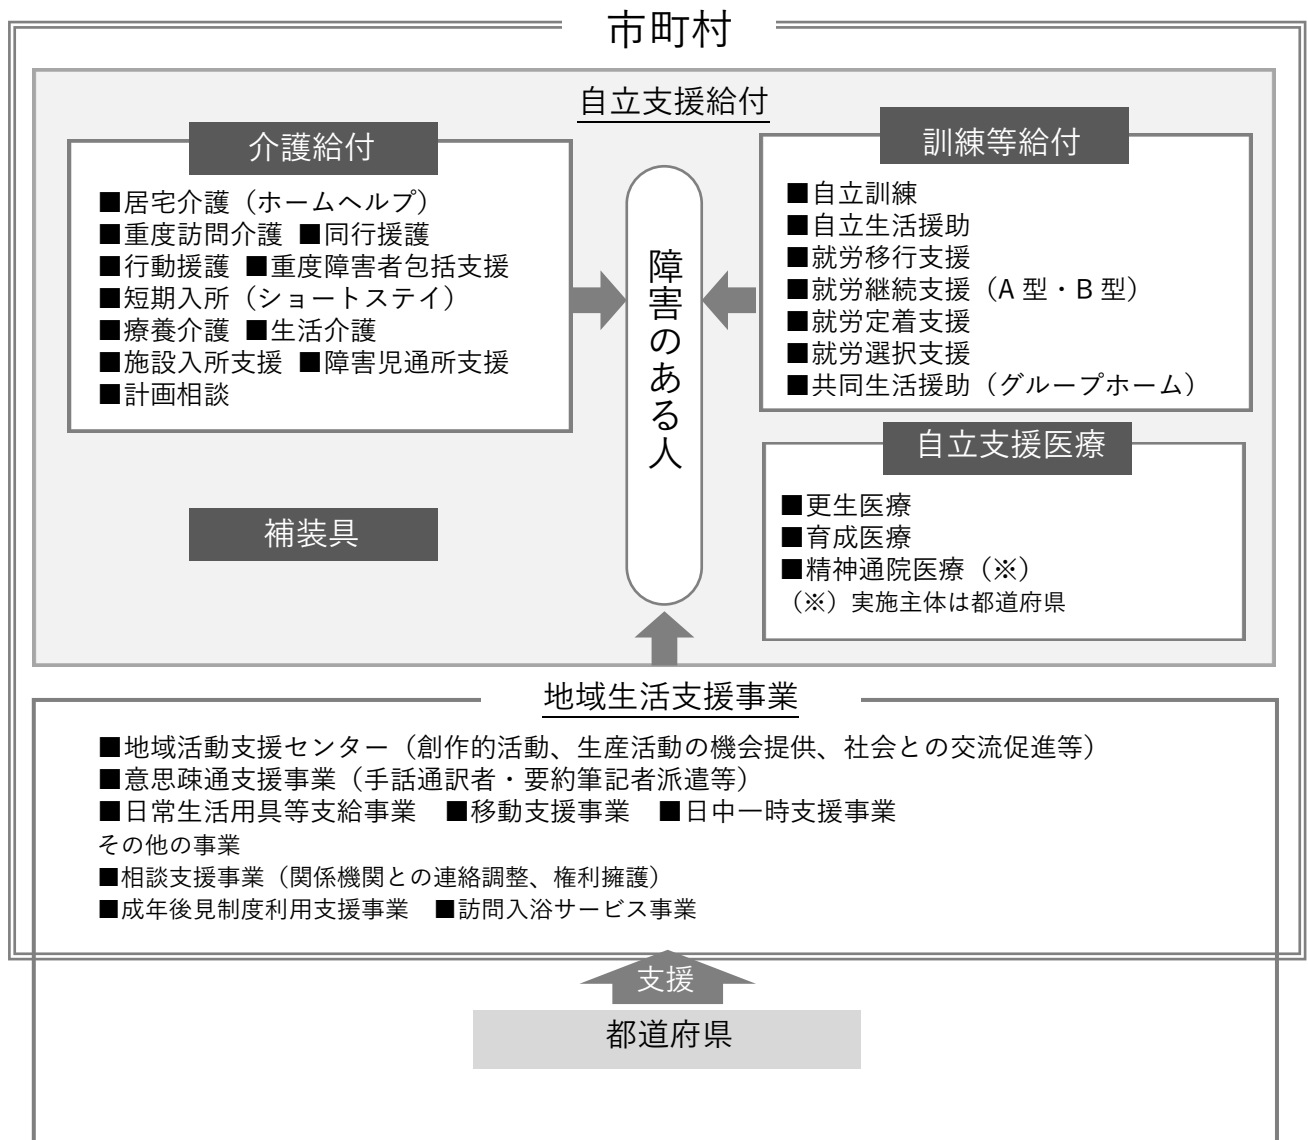 市町村
自立支援給付
介護給付
■居宅介護（ホームヘルプ）
■重度訪問介護 ■同行援護
■行動援護 ■重度障害者包括支援
■短期入所（ショートステイ）
■療養介護 ■生活介護
■施設入所支援 ■障害児通所支援
■計画相談
補装具
障害のある人
訓練等給付
■自立訓練
■自立生活援助
■就労移行支援
■就労継続支援（A 型・B 型）
■就労定着支援
■就労選択支援
■共同生活援助（グループホーム）
自立支援医療
■更生医療
■育成医療
■精神通院医療（※）
（※）実施主体は都道府県
地域生活支援事業
■地域活動支援センター（創作的活動、生産活動の機会提供、社会との交流促進等）
■意思疎通支援事業（手話通訳者・要約筆記者派遣等）
■日常生活用具等支給事業　■移動支援事業　■日中一時支援事業
その他の事業
■相談支援事業（関係機関との連絡調整、権利擁護）
■成年後見制度利用支援事業　■訪問入浴サービス事業
支援
都道府県